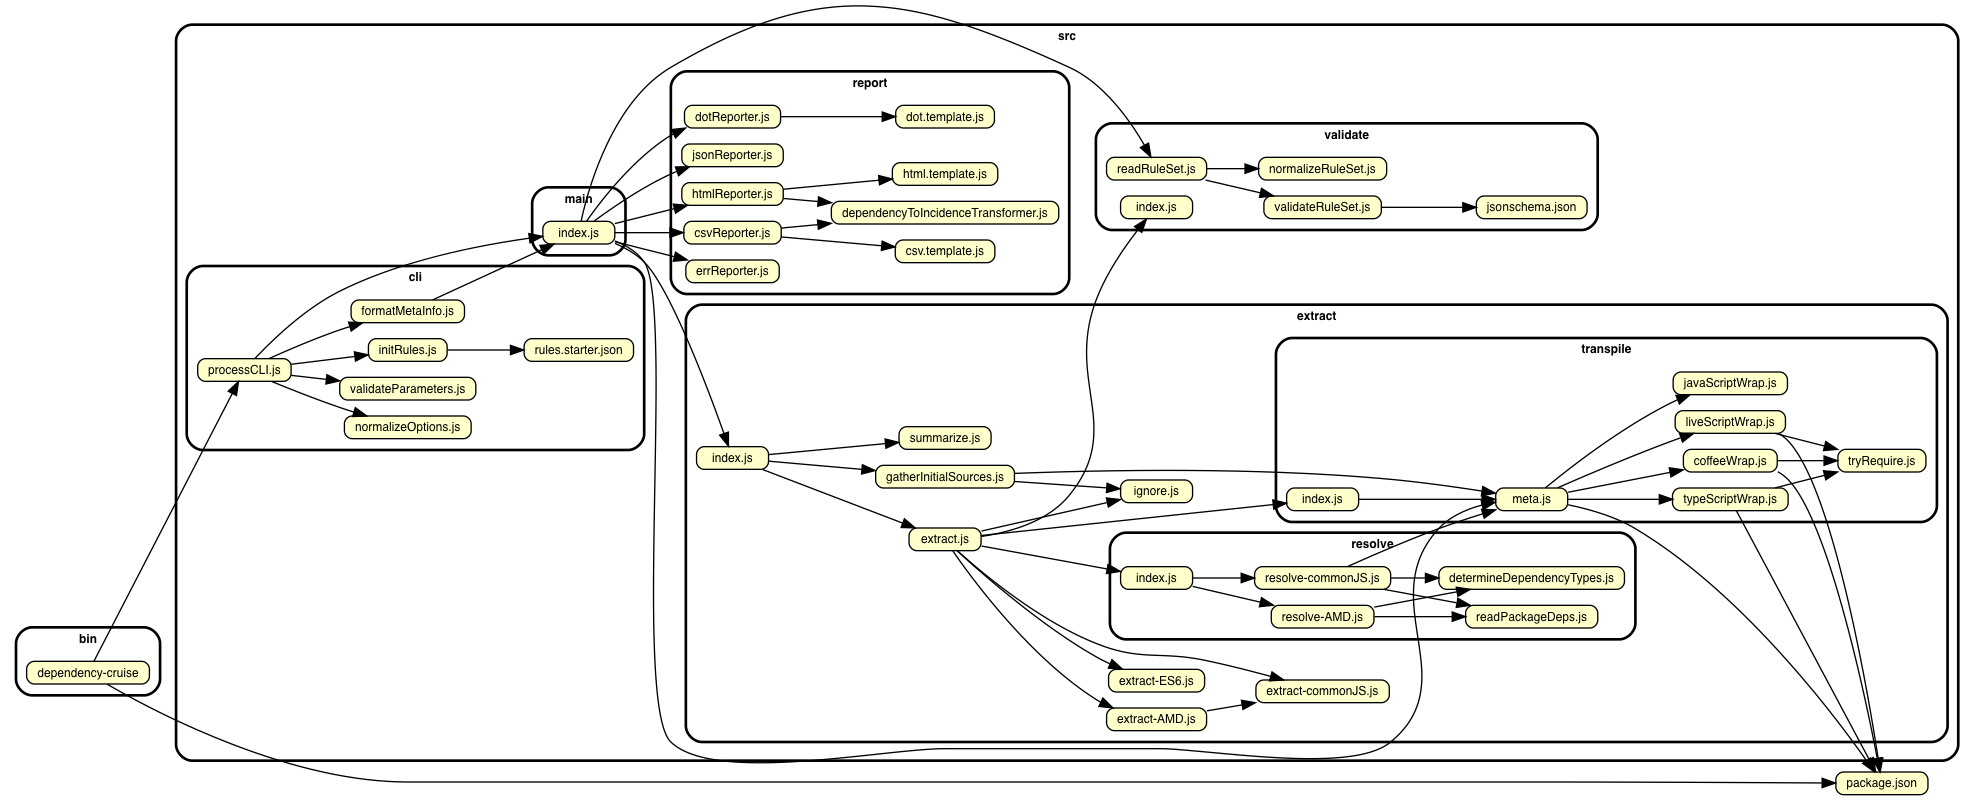 src
report
dotReporter.js
dot.template.js
jsonReporter.js
htmlReporter.js
html.template.js
dependencyToIncidenceTransformer.js
csvReporter.js
csv.template.js
errReporter.js
validate
readRuleSet.js
normalizeRuleSet.js
index.js
validateRuleSet.js
jsonschema.json
main
index.js
cli
formatMetaInfo.js
initRules.js
rules.starter.json
processCLI.js
validateParameters.js
normalizeOptions.js
extract
transpile
javaScriptWrap.js
liveScriptWrap.js
coffeeWrap.js
tryRequire.js
index.js
meta.js
typeScriptWrap.js
index.js
summarize.js
gatherInitialSources.js
ignore.js
extract.js
resolve
index.js
resolve-commonJS.js
determineDependencyTypes.js
resolve-AMD.js
readPackageDeps.js
extract-ES6.js
extract-commonJS.js
extract-AMD.js
bin
dependency-cruise
package.json